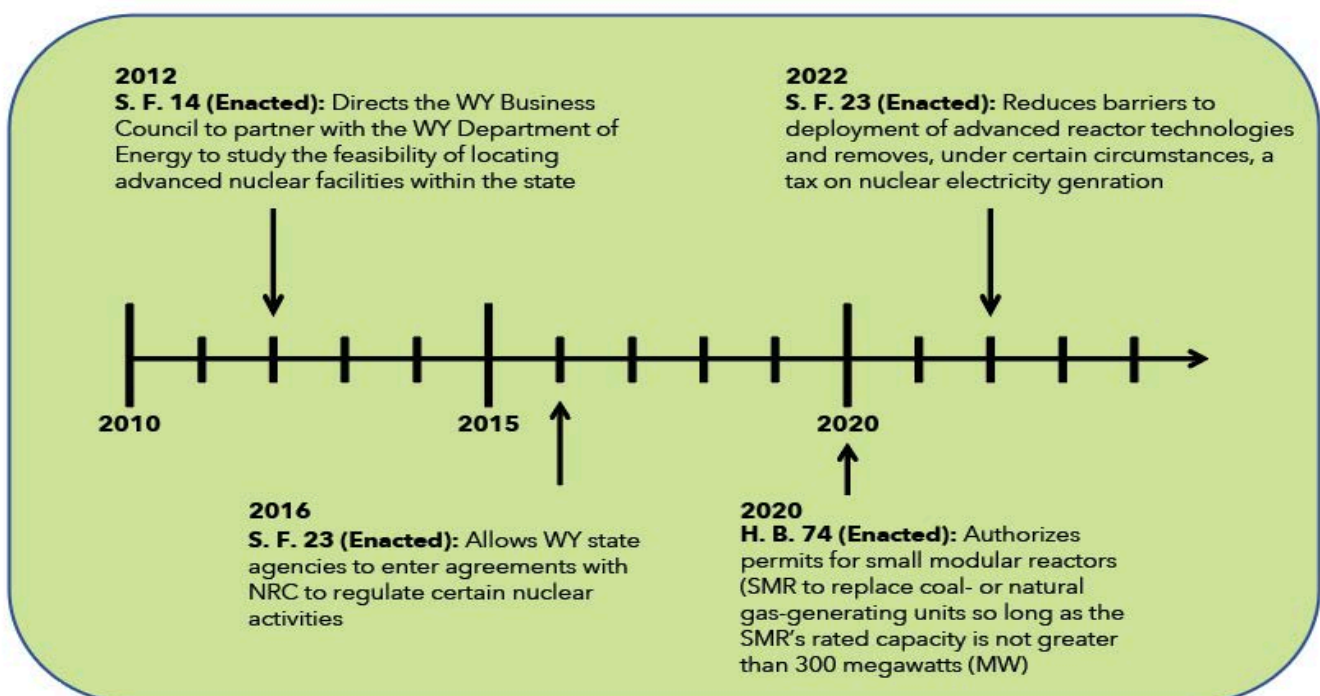 2012
S. F. 14 (Enacted): Directs the WY Business
Council to partner with the WY Department of
Energy to study the feasibility of locating
advanced nuclear facilities within the state
2022
S. F. 23 (Enacted): Reduces barriers to
deployment of advanced reactor technologies
and removes, under certain circumstances, a
tax on nuclear electricity genration
2010
2015
2020
2016
S. F. 23 (Enacted): Allows WY state
agencies to enter agreements with
NRC to regulate certain nuclear
activities
2020
H. B. 74 (Enacted): Authorizes
permits for small modular reactors
(SMR to replace coal- or natural
gas-generating units so long as the
SMR's rated capacity is not greater
than 300 megawatts (MW)